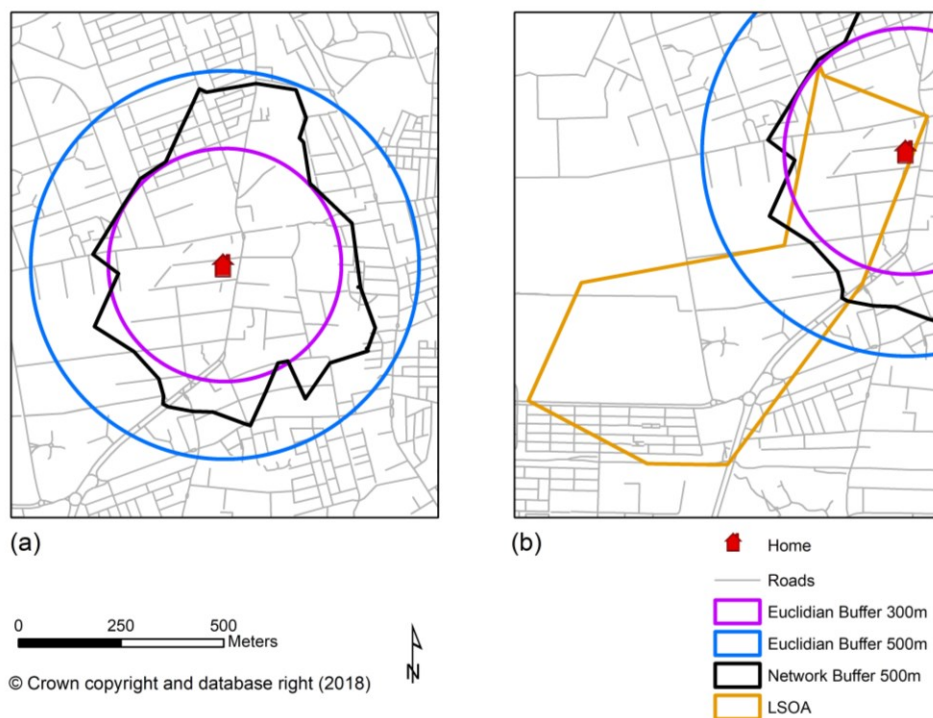 (a)
(b)
Home
Roads
Euclidian Buffer 300m
Euclidian Buffer 500m
Network Buffer 500m
LSOA
0 250 500
Meters
N
© Crown copyright and database right (2018)